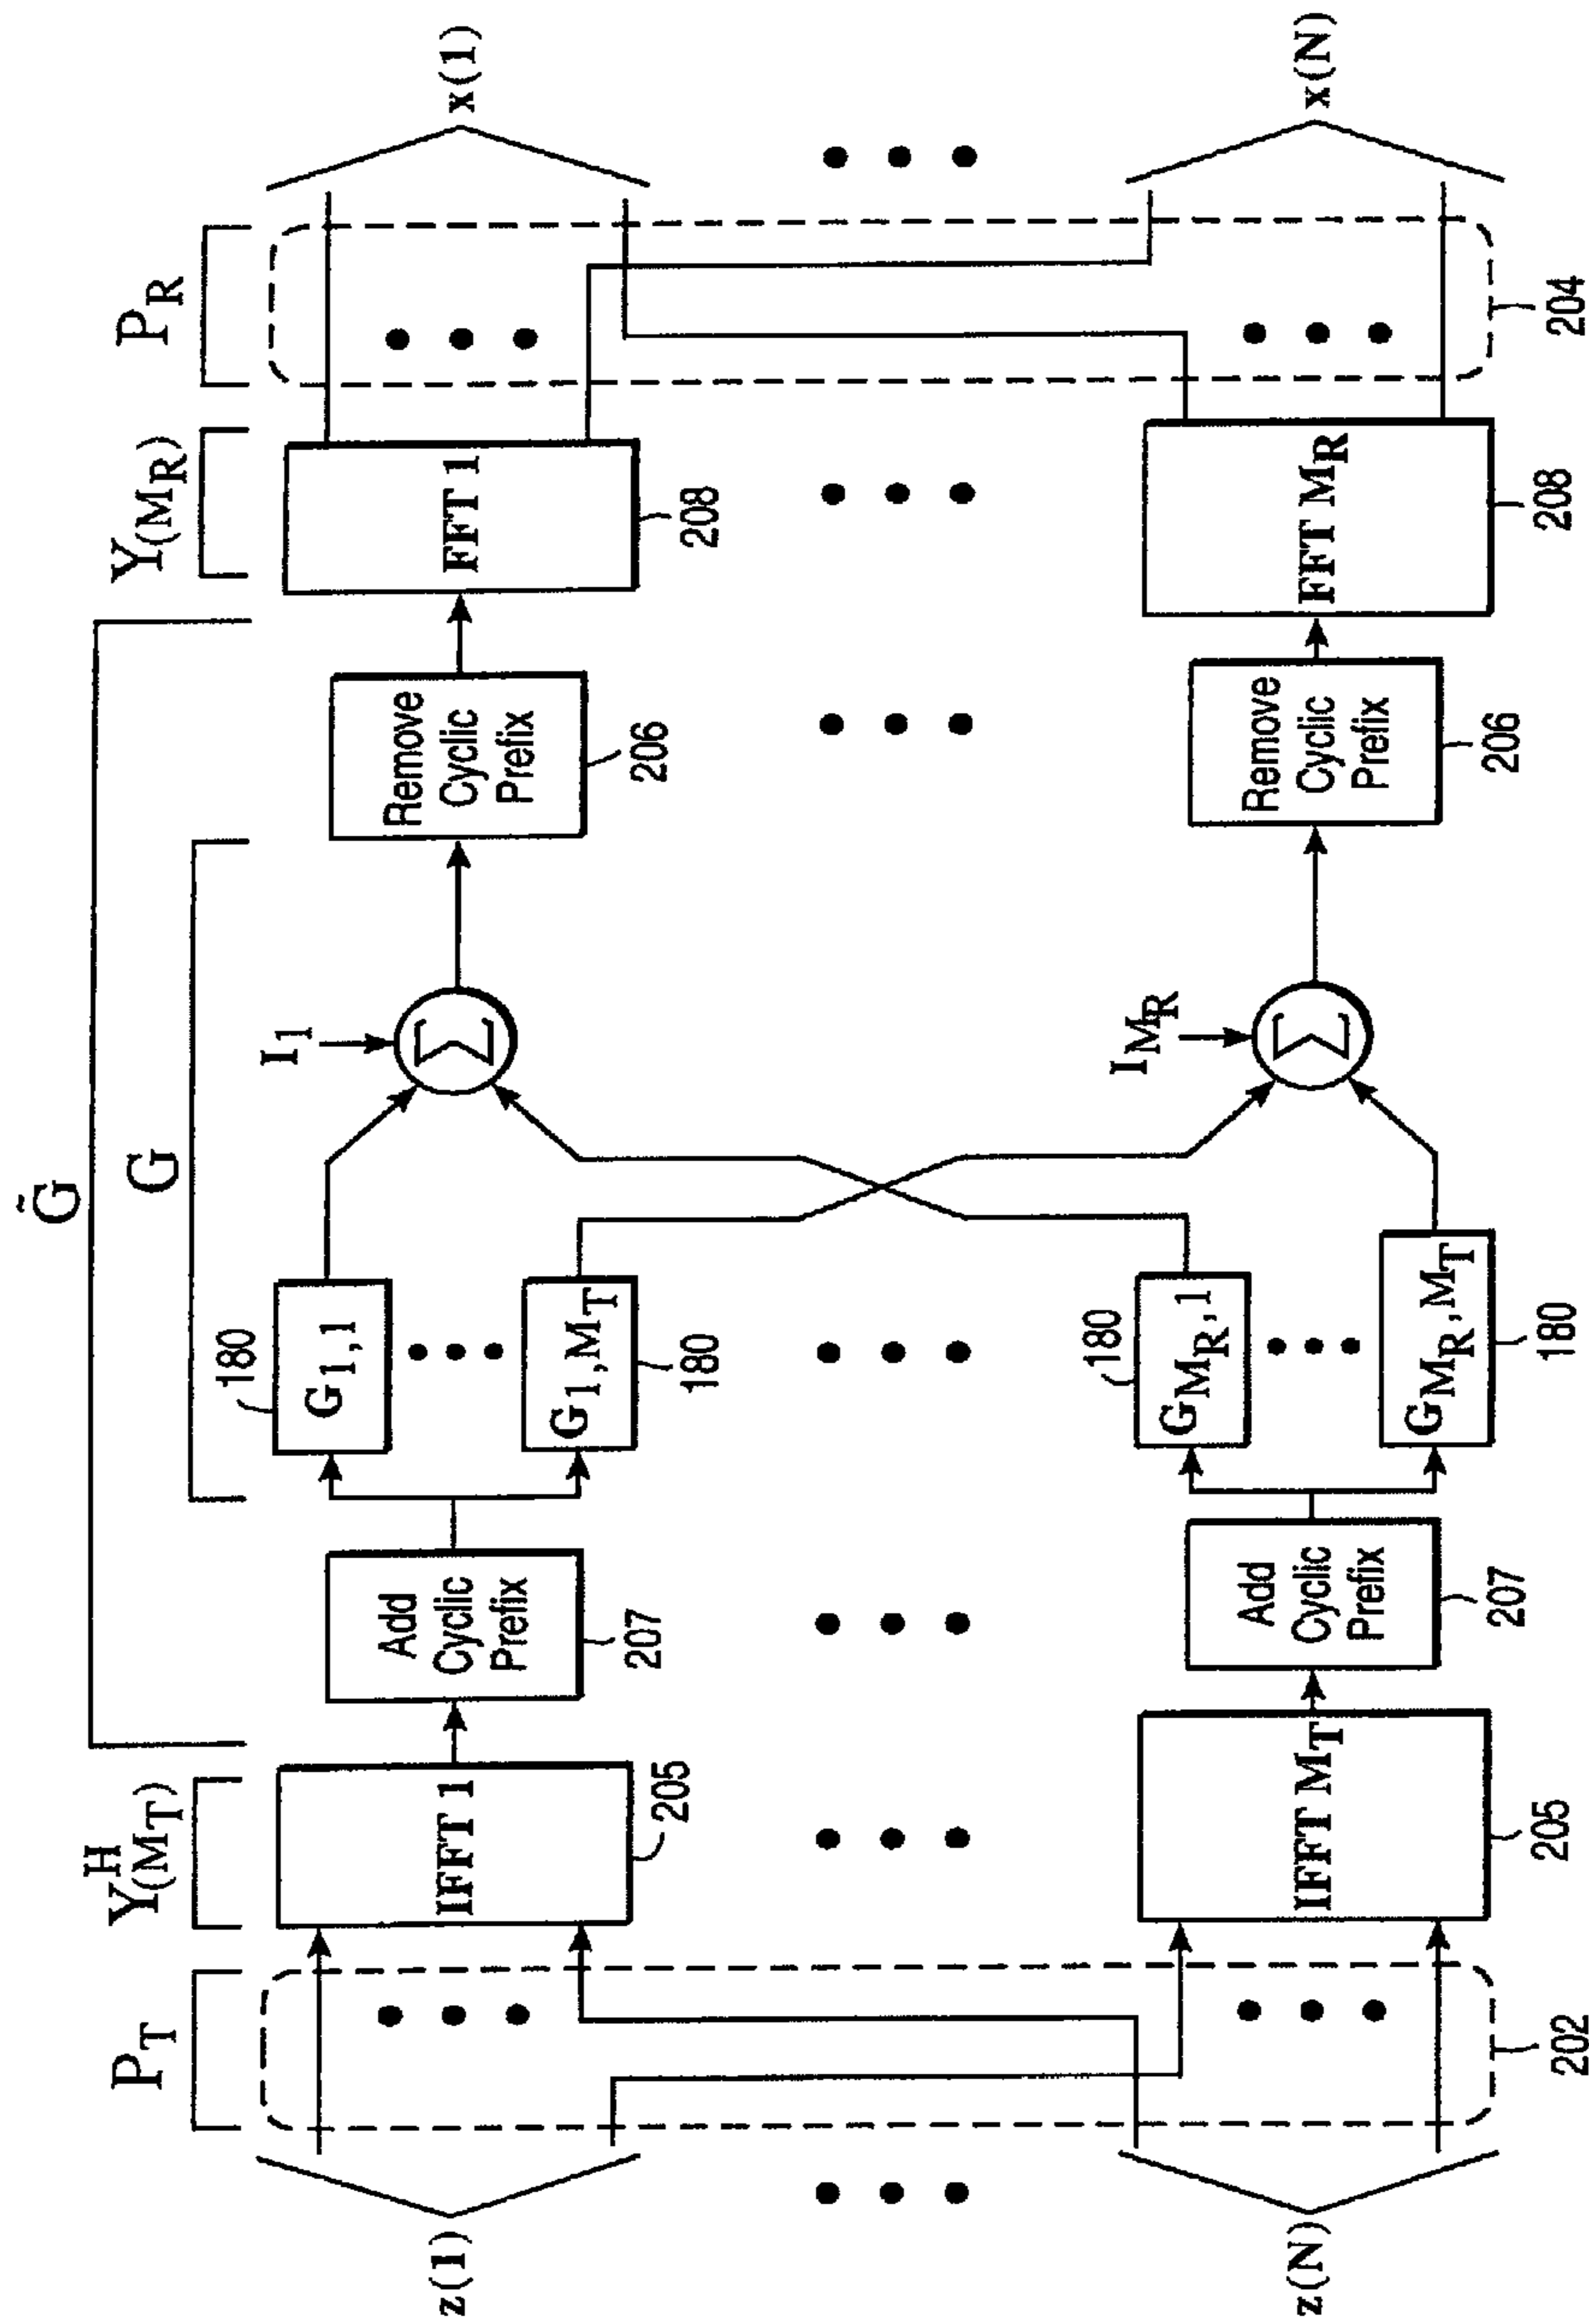 G̃
G
P_T
Y^H_(M_T)
Y_(M_R)
P_R
z(1)
IFFT 1
205
Add
Cyclic
Prefix
207
180
G_1,1
G_1,M_T
180
I_1
Σ
Remove
Cyclic
Prefix
206
FFT 1
208
x(1)
z(N)
202
IFFT M_T
205
Add
Cyclic
Prefix
207
180
G_M_R,1
G_M_R,M_T
180
I_M_R
Σ
Remove
Cyclic
Prefix
206
FFT M_R
208
204
x(N)